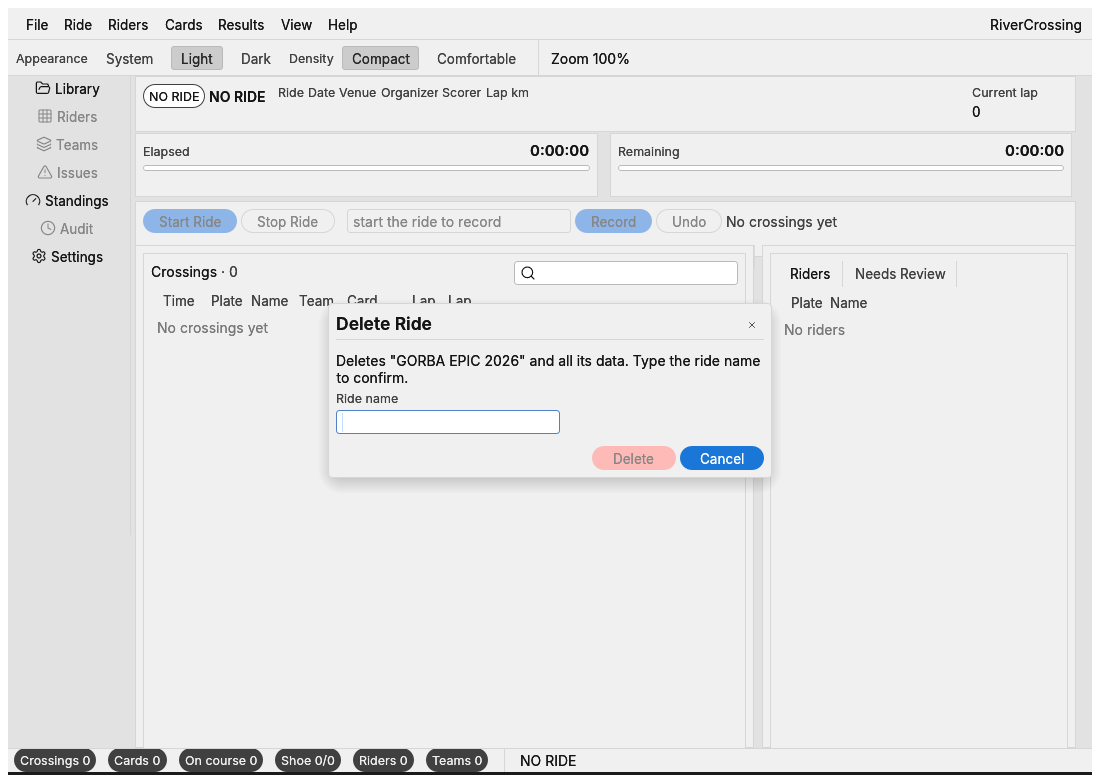 File Ride Riders Cards Results View Help RiverCrossing
Appearance System Light Dark Density Compact Comfortable Zoom 100%
Library
Riders
Teams
Issues
Standings
Audit
Settings
NO RIDE NO RIDE Ride Date Venue Organizer Scorer Lap km
Current lap
0
Elapsed 0:00:00
Remaining 0:00:00
Start Ride Stop Ride start the ride to record Record Undo No crossings yet
Crossings · 0
Time Plate Name Team Card Lap Lap
No crossings yet
Riders Needs Review
Plate Name
No riders
Delete Ride ×
Deletes "GORBA EPIC 2026" and all its data. Type the ride name
to confirm.
Ride name
Delete Cancel
Crossings 0 Cards 0 On course 0 Shoe 0/0 Riders 0 Teams 0 NO RIDE